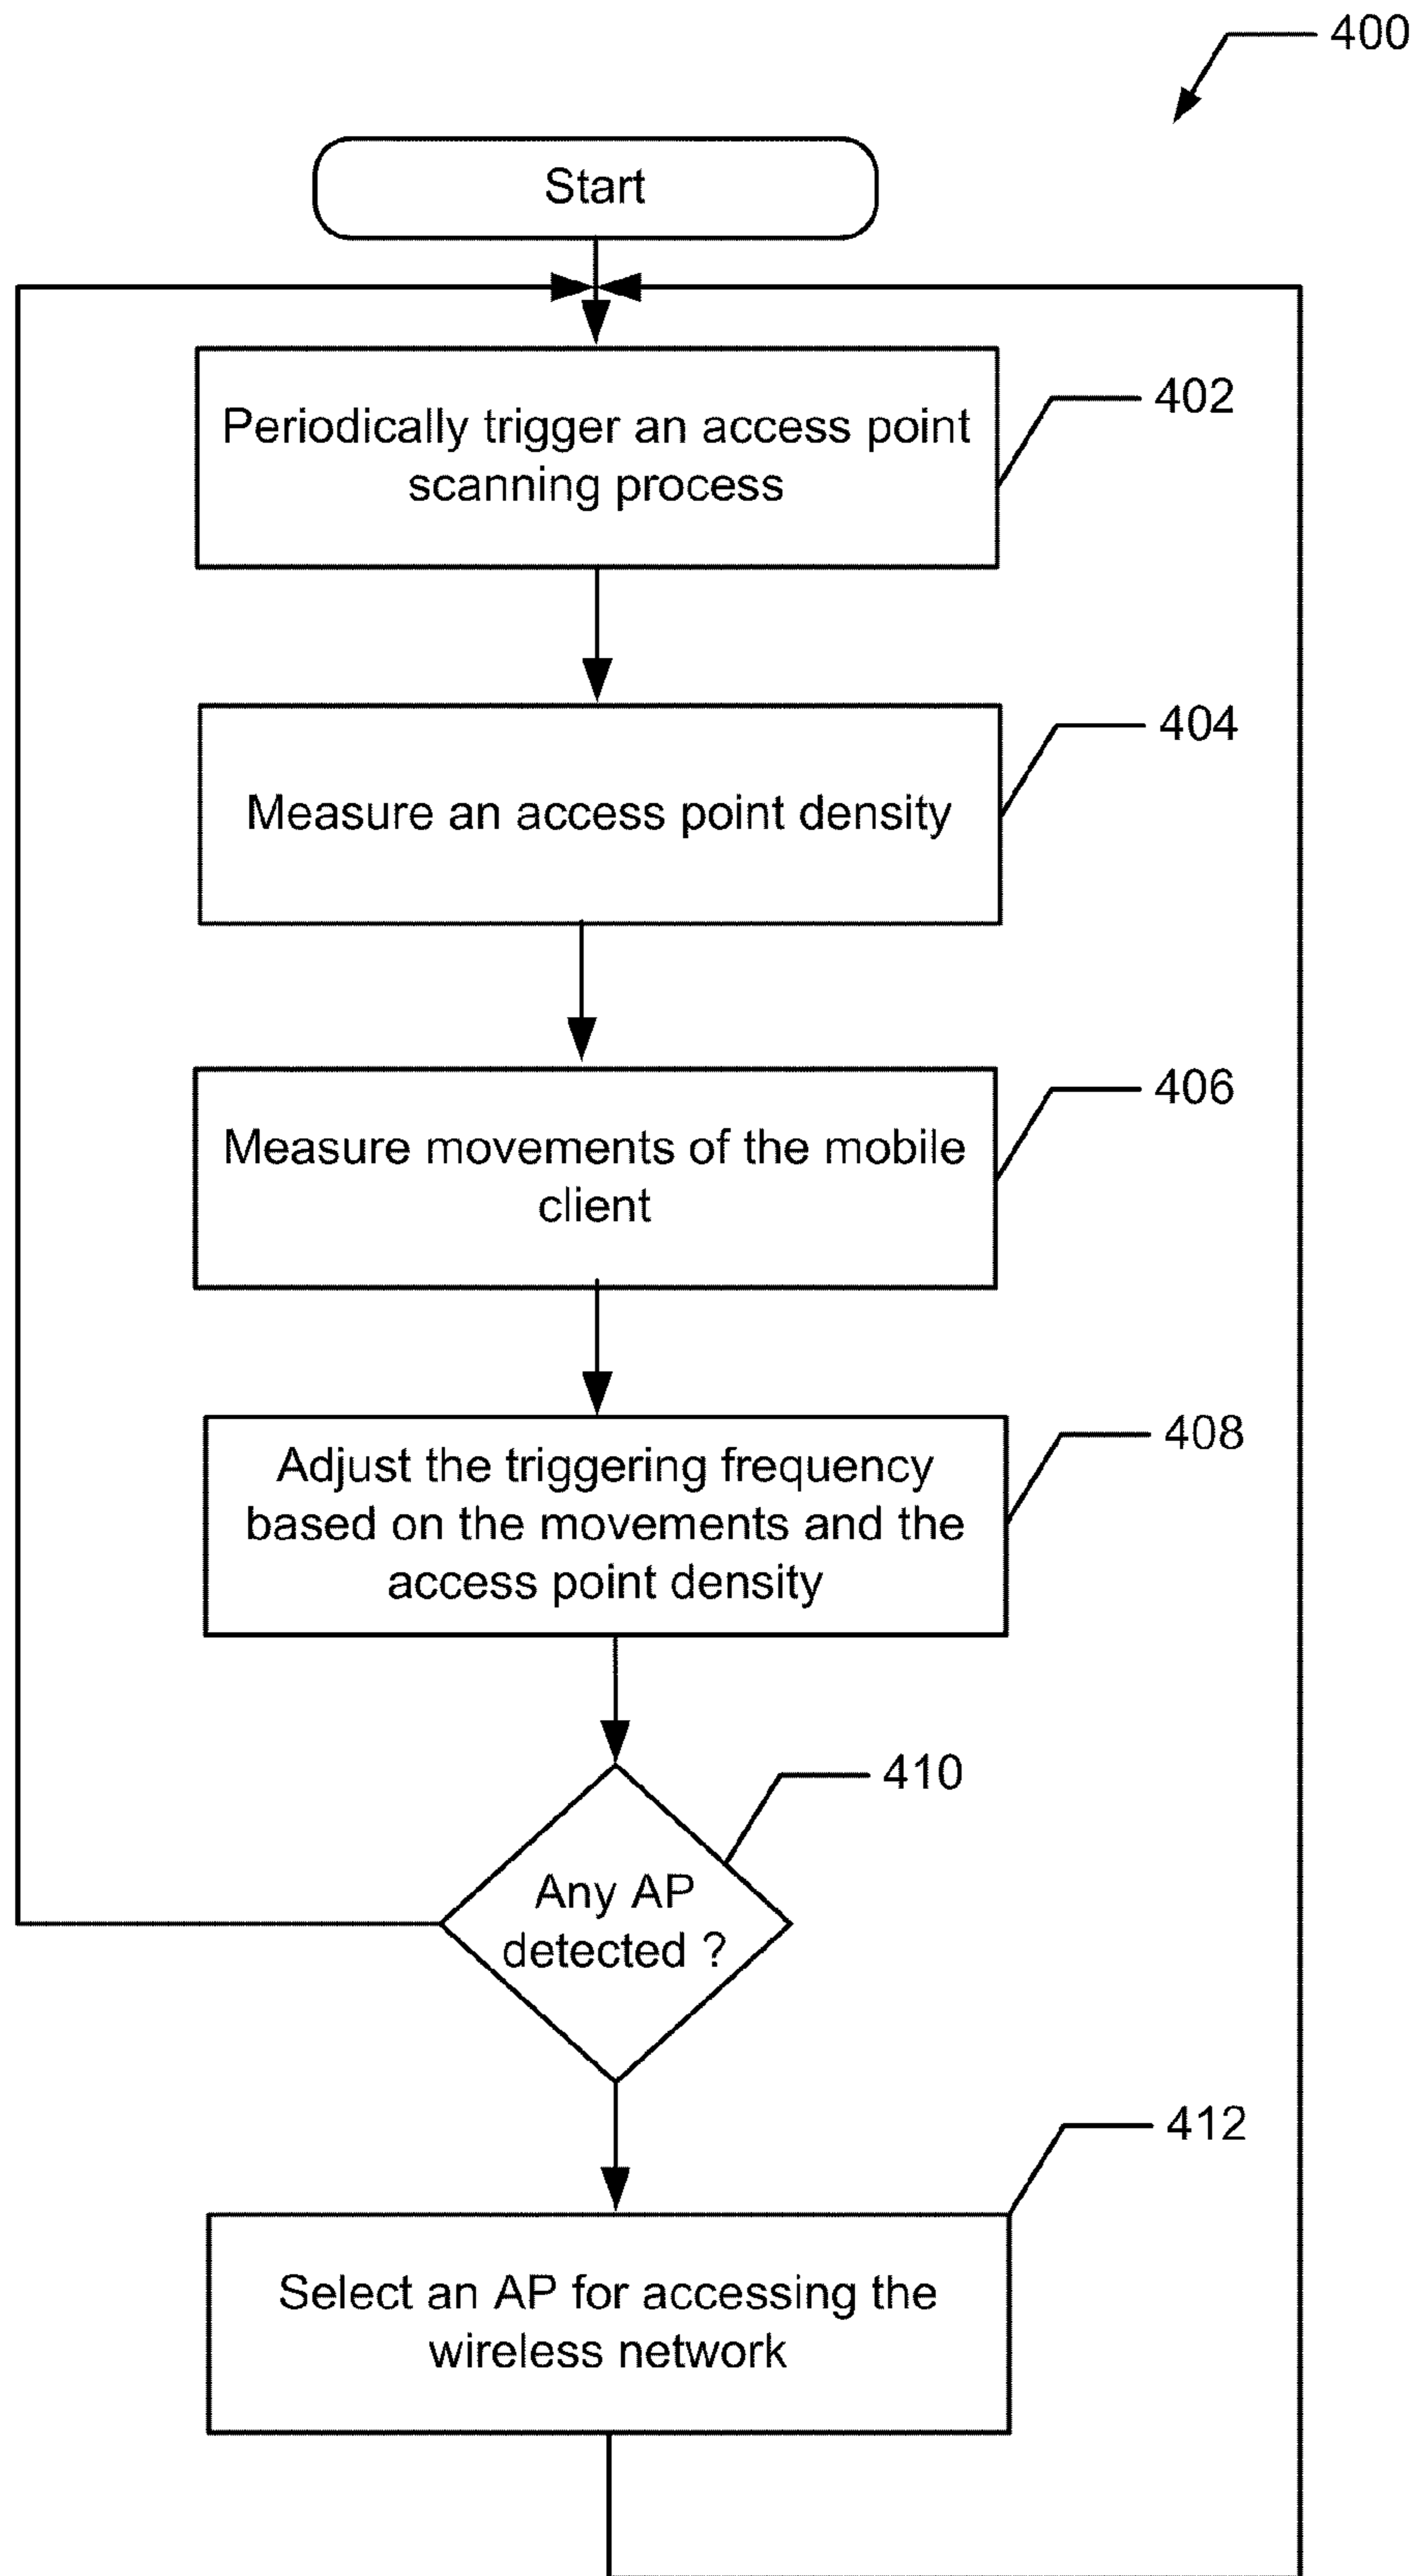 400
Start
Periodically trigger an access point
scanning process
402
Measure an access point density
404
Measure movements of the mobile
client
406
Adjust the triggering frequency
based on the movements and the
access point density
408
Any AP
detected ?
410
Select an AP for accessing the
wireless network
412